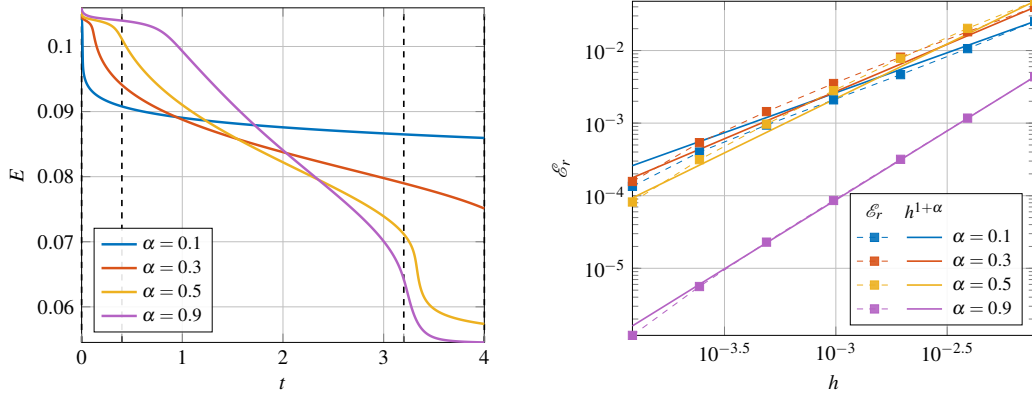 0.1
0.09
0.08
0.07
0.06
E
0 1 2 3 4
t
α = 0.1
α = 0.3
α = 0.5
α = 0.9
10^{-2}
10^{-3}
10^{-4}
10^{-5}
ℰ_r
10^{-3.5} 10^{-3} 10^{-2.5}
h
ℰ_r h^{1+α}
α = 0.1
α = 0.3
α = 0.5
α = 0.9